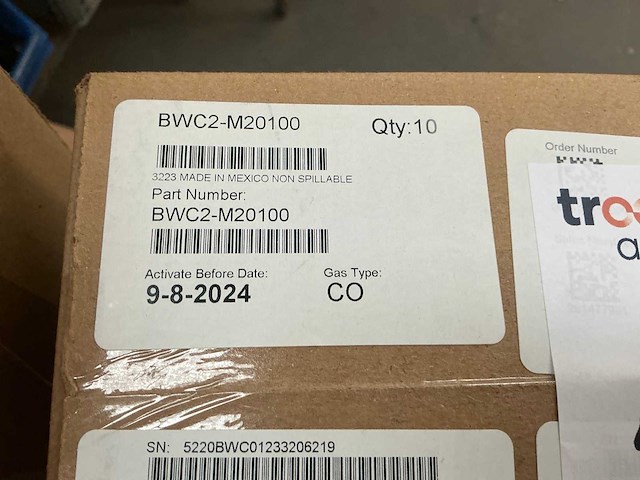 BWC2-M20100 Qty:10
3223 MADE IN MEXICO NON SPILLABLE
Part Number:
BWC2-M20100
Activate Before Date: Gas Type:
9-8-2024 CO
Order Number
SN: 5220BWC01233206219